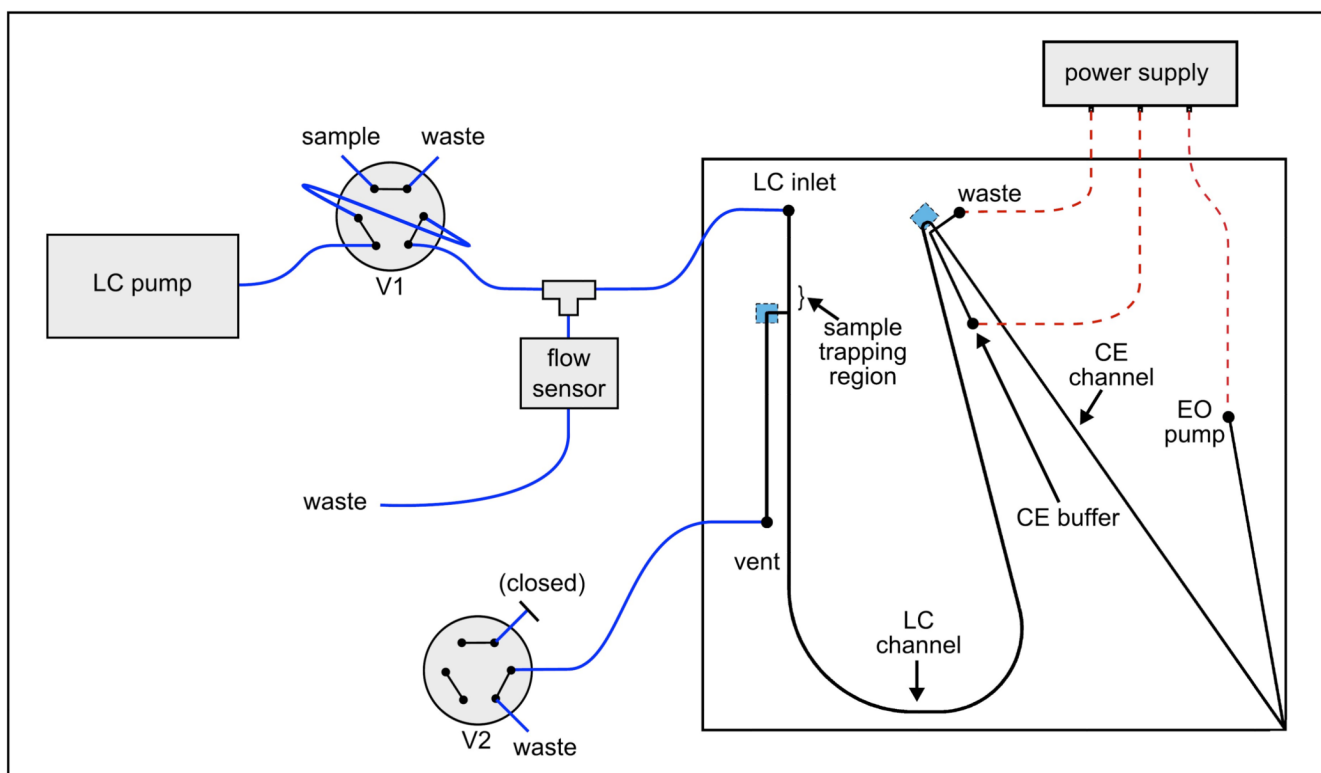 power supply
sample
waste
LC pump
V1
LC inlet
waste
sample
trapping
region
flow
sensor
CE
channel
EO
pump
waste
CE buffer
vent
(closed)
LC
channel
V2
waste